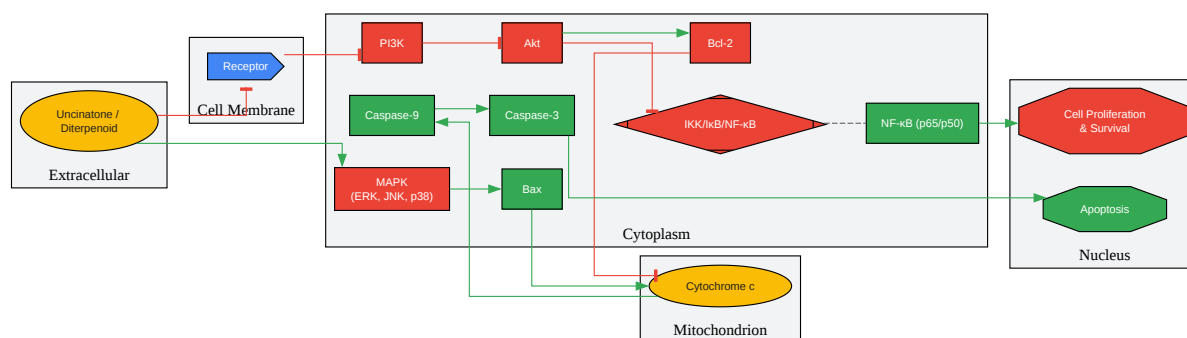 Uncinatone /
Diterpenoid
Extracellular
Receptor
Cell Membrane
PI3K
Akt
Bcl-2
Caspase-9
Caspase-3
IKK/IκB/NF-κB
NF-κB (p65/p50)
MAPK
(ERK, JNK, p38)
Bax
Cytoplasm
Cytochrome c
Mitochondrion
Cell Proliferation
& Survival
Apoptosis
Nucleus